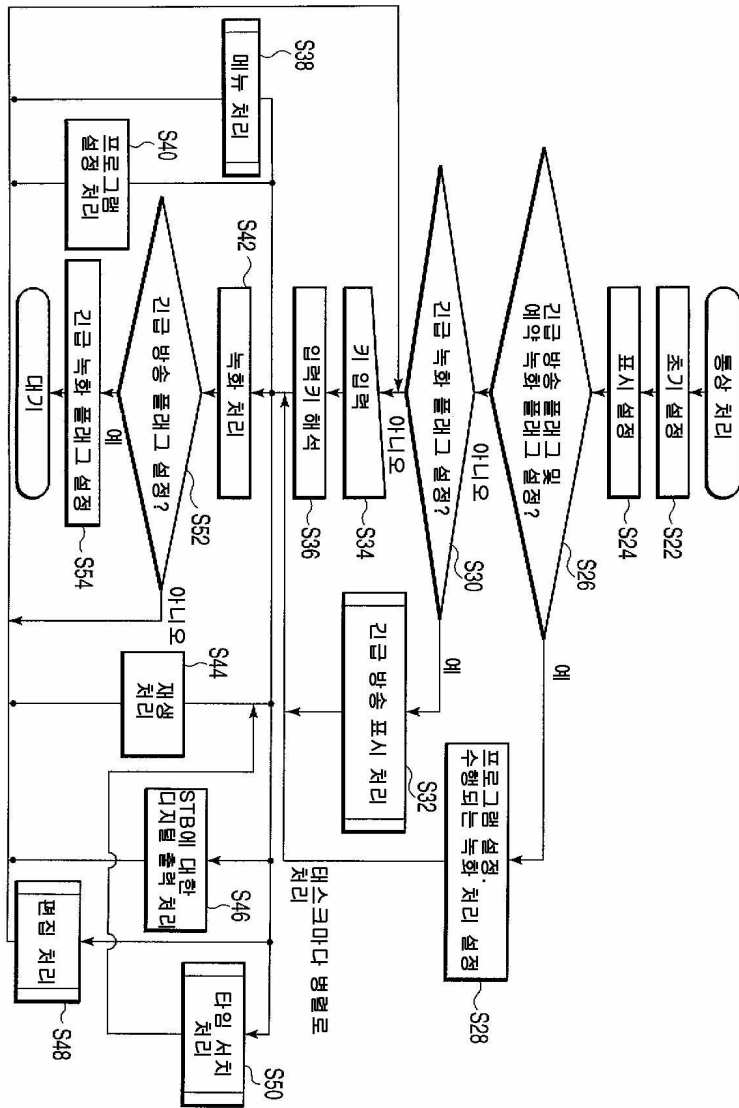 통상 처리
초기 설정
S22
표시 설정
S24
긴급 방송 플래그 및
예약 녹화 플래그 설정?
S26
예
아니오
프로그램 설정.
수행되는 녹화 처리 설정
S28
긴급 녹화 플래그 설정?
S30
예
아니오
긴급 방송 표시 처리
S32
키 입력
S34
입력키 해석
S36
태스크마다 병렬로
처리
메뉴 처리
S38
프로그램
설정 처리
S40
녹화 처리
S42
긴급 방송 플래그 설정?
S52
예
아니오
긴급 녹화 플래그 설정
S54
대기
재생
처리
S44
STB에 대한
디지털 출력 처리
S46
편집 처리
S48
타임 서치
처리
S50